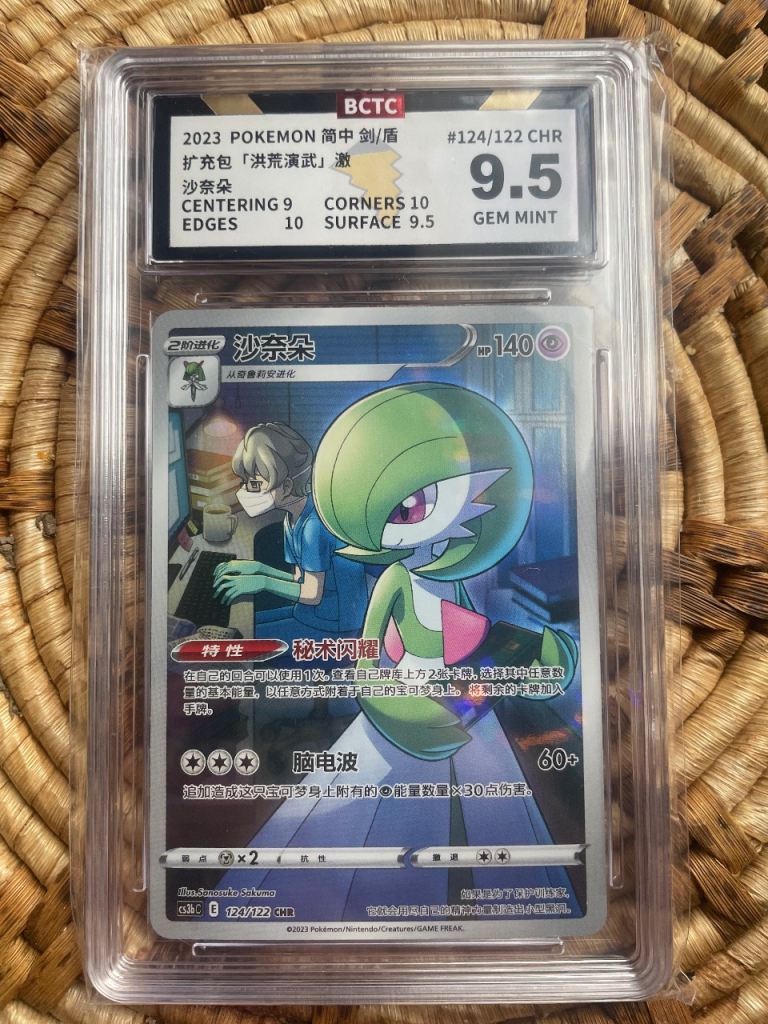 BCTC
2023 POKEMON 简中 剑/盾
#124/122 CHR
扩充包「洪荒演武」激
9.5
沙奈朵
CENTERING 9 CORNERS 10
EDGES 10 SURFACE 9.5
GEM MINT
2阶进化
沙奈朵
HP 140
从奇鲁莉安进化
特性 秘术闪耀
在自己的回合可以使用1次。查看自己牌库上方2张卡牌,选择其中任意数
量的基本能量,以任意方式附着于自己的宝可梦身上。将剩余的卡牌加入
手牌。
脑电波 60+
追加造成这只宝可梦身上附有的能量数量×30点伤害。
弱点 ×2 抗性 撤退
Illus. Sanosuke Sakuma
如果是为了保护训练家,
cs3b C E 124/122 CHR
它就会用尽自己的精神力量制造出小型黑洞。
©2023 Pokémon/Nintendo/Creatures/GAME FREAK.